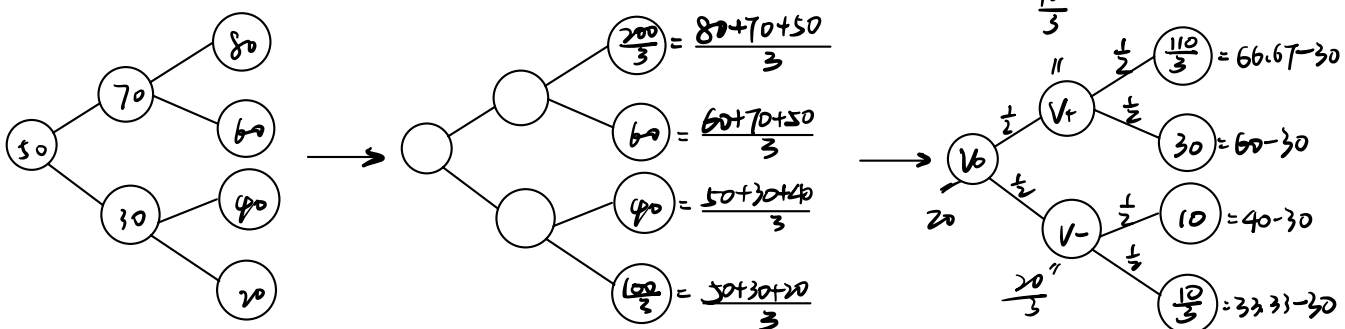 50
70
30
80
60
40
20
200/3 = 80+70+50/3
60 = 60+70+50/3
40 = 50+30+40/3
100/3 = 50+30+20/3
V0
20
1/2
1/2
V+
"
3
V-
"
20/3
1/2
110/3 = 66.67-30
1/2
30 = 60-30
1/2
10 = 40-30
1/2
10/3 = 33.33-30